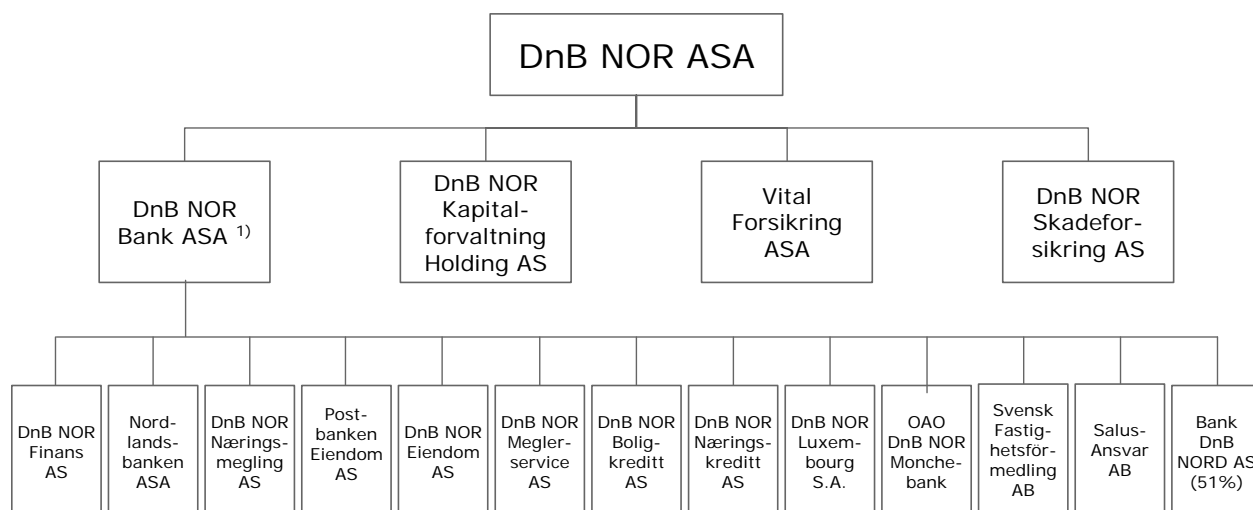 DnB NOR ASA
DnB NOR
Bank ASA 1)
DnB NOR
Kapital-
forvaltning
Holding AS
Vital
Forsikring
ASA
DnB NOR
Skadefor-
sikring AS
DnB NOR
Finans
AS
Nord-
lands-
banken
ASA
DnB NOR
Nærings-
megling
AS
Post-
banken
Eiendom
AS
DnB NOR
Eiendom
AS
DnB NOR
Megler-
service
AS
DnB NOR
Bolig-
kreditt
AS
DnB NOR
Nærings-
kreditt
AS
DnB NOR
Luxem-
bourg
S.A.
OAO
DnB NOR
Monche-
bank
Svensk
Fastig-
hetsför-
medling
AB
Salus-
Ansvar
AB
Bank
DnB
NORD AS
(51%)